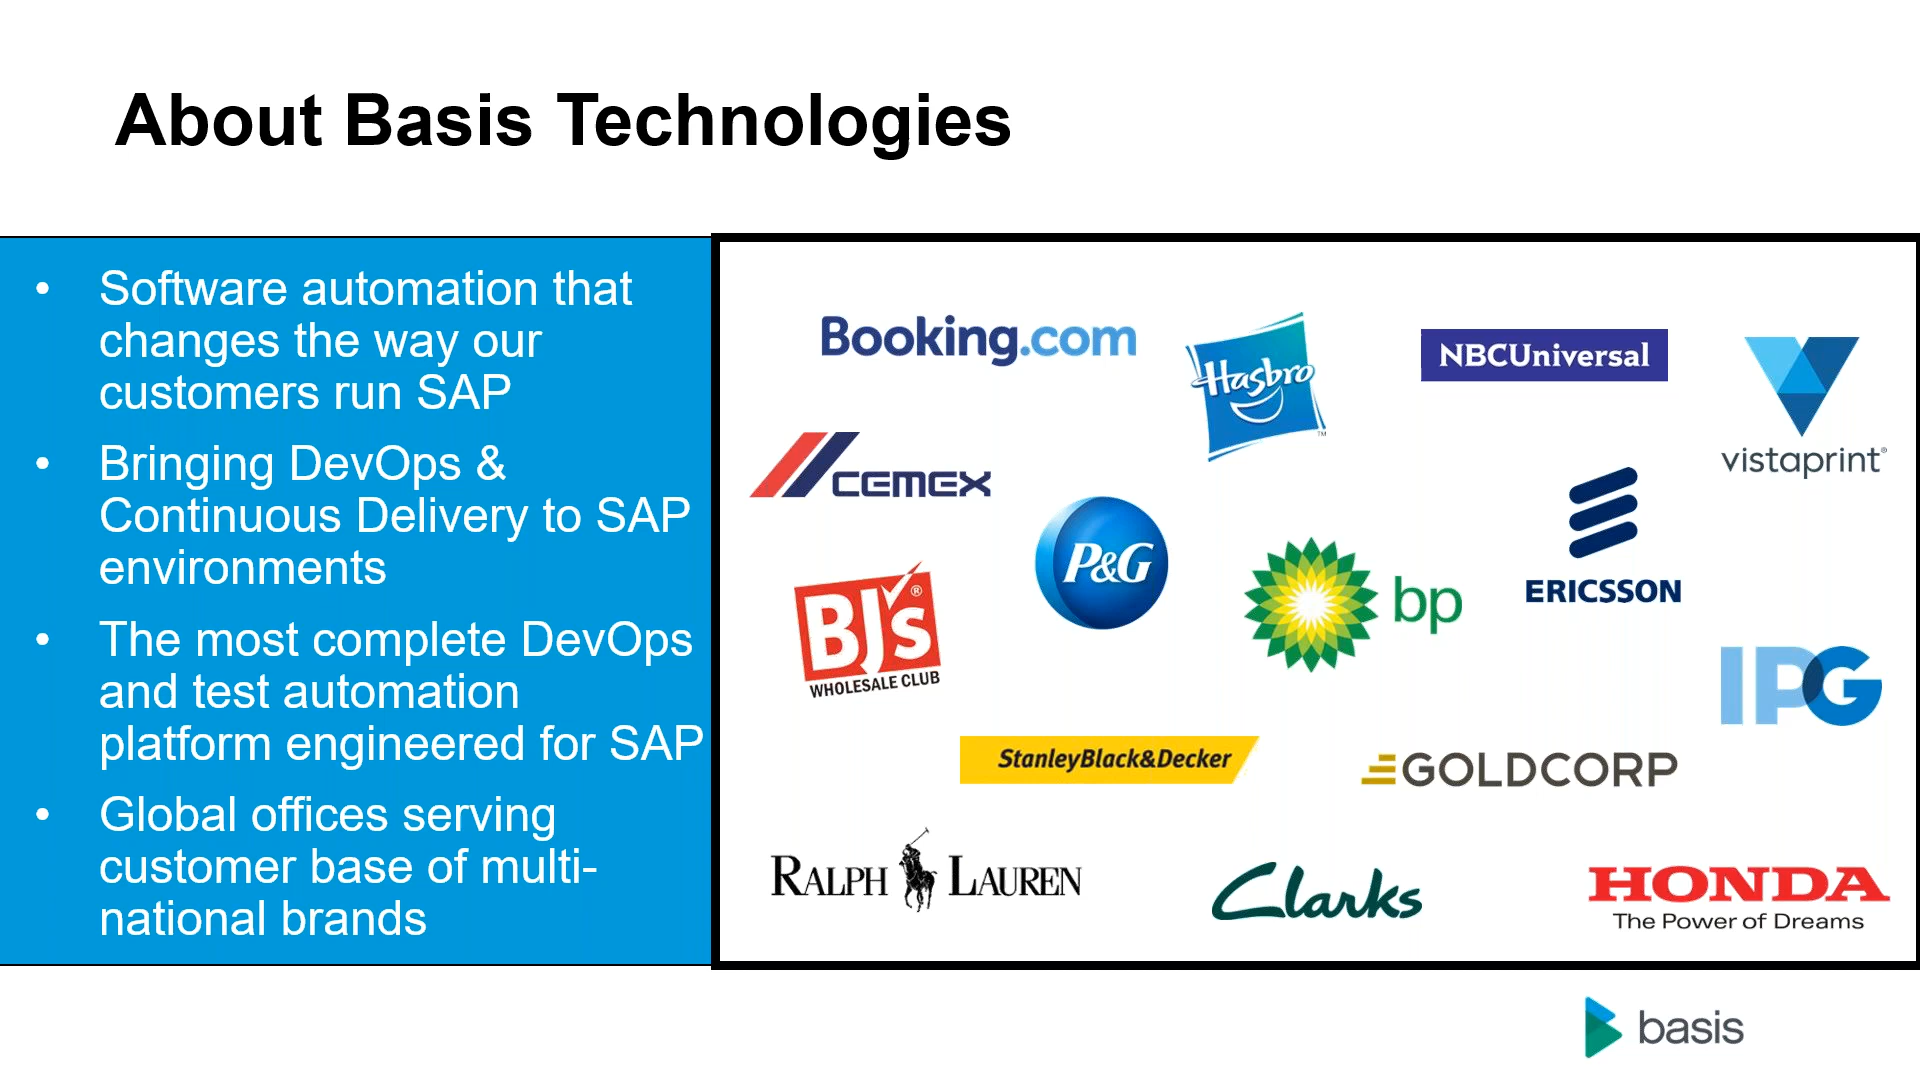 About Basis Technologies
• Software automation that
changes the way our
customers run SAP
• Bringing DevOps &
Continuous Delivery to SAP
environments
• The most complete DevOps
and test automation
platform engineered for SAP
• Global offices serving
customer base of multi-
national brands
Booking.com
Hasbro
TM
NBCUniversal
vistaprint®
CEMEX
P&G
bp
ERICSSON
BJ's®
WHOLESALE CLUB
IPG
StanleyBlack&Decker
GOLDCORP
RALPH LAUREN
Clarks
HONDA
The Power of Dreams
basis